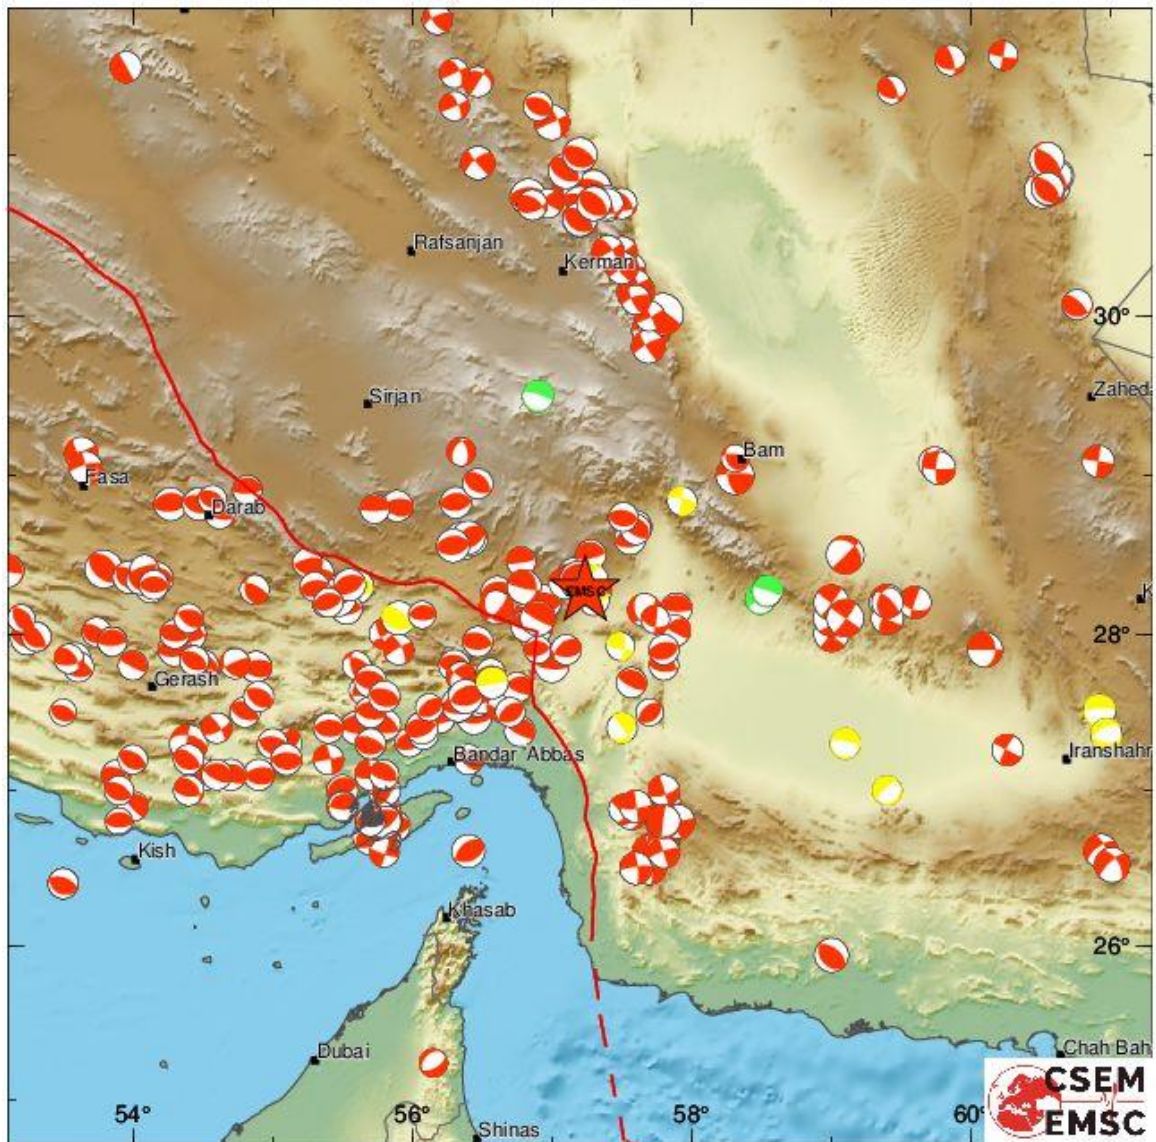 Rafsanjan
Kerman
30°
Sirjan
Zahed
Bam
Fasa
Darab
EMSC
K
28°
Gerash
Bandar Abbas
Iranshahr
Kish
Khasab
26°
Dubai
Chah Bah
CSEM
EMSC
54°
56°
58°
60°
Shinas